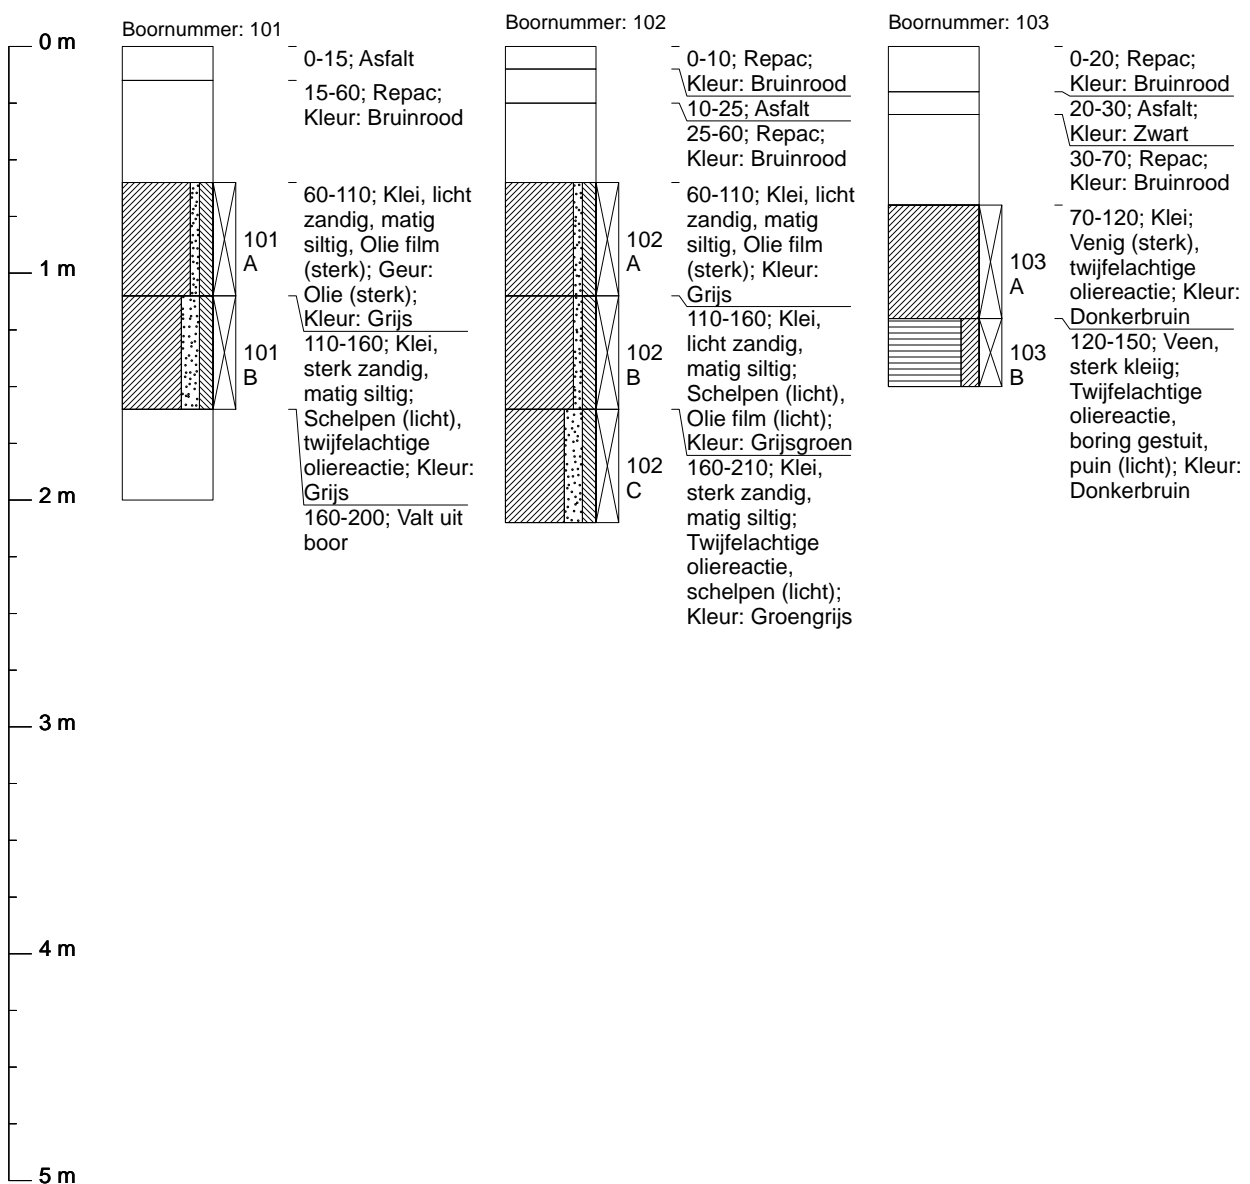 0 m
1 m
2 m
3 m
4 m
5 m
Boornummer: 101
0-15; Asfalt
15-60; Repac;
Kleur: Bruinrood
60-110; Klei, licht
zandig, matig
siltig, Olie film
(sterk); Geur:
Olie (sterk);
Kleur: Grijs
110-160; Klei,
sterk zandig,
matig siltig;
Schelpen (licht),
twijfelachtige
oliereactie; Kleur:
Grijs
160-200; Valt uit
boor
101
A
101
B
Boornummer: 102
0-10; Repac;
Kleur: Bruinrood
10-25; Asfalt
25-60; Repac;
Kleur: Bruinrood
60-110; Klei, licht
zandig, matig
siltig, Olie film
(sterk); Kleur:
Grijs
110-160; Klei,
licht zandig,
matig siltig;
Schelpen (licht),
Olie film (licht);
Kleur: Grijsgroen
160-210; Klei,
sterk zandig,
matig siltig;
Twijfelachtige
oliereactie,
schelpen (licht);
Kleur: Groengrijs
102
A
102
B
102
C
Boornummer: 103
0-20; Repac;
Kleur: Bruinrood
20-30; Asfalt;
Kleur: Zwart
30-70; Repac;
Kleur: Bruinrood
70-120; Klei;
Venig (sterk),
twijfelachtige
oliereactie; Kleur:
Donkerbruin
120-150; Veen,
sterk kleiig;
Twijfelachtige
oliereactie,
boring gestuit,
puin (licht); Kleur:
Donkerbruin
103
A
103
B